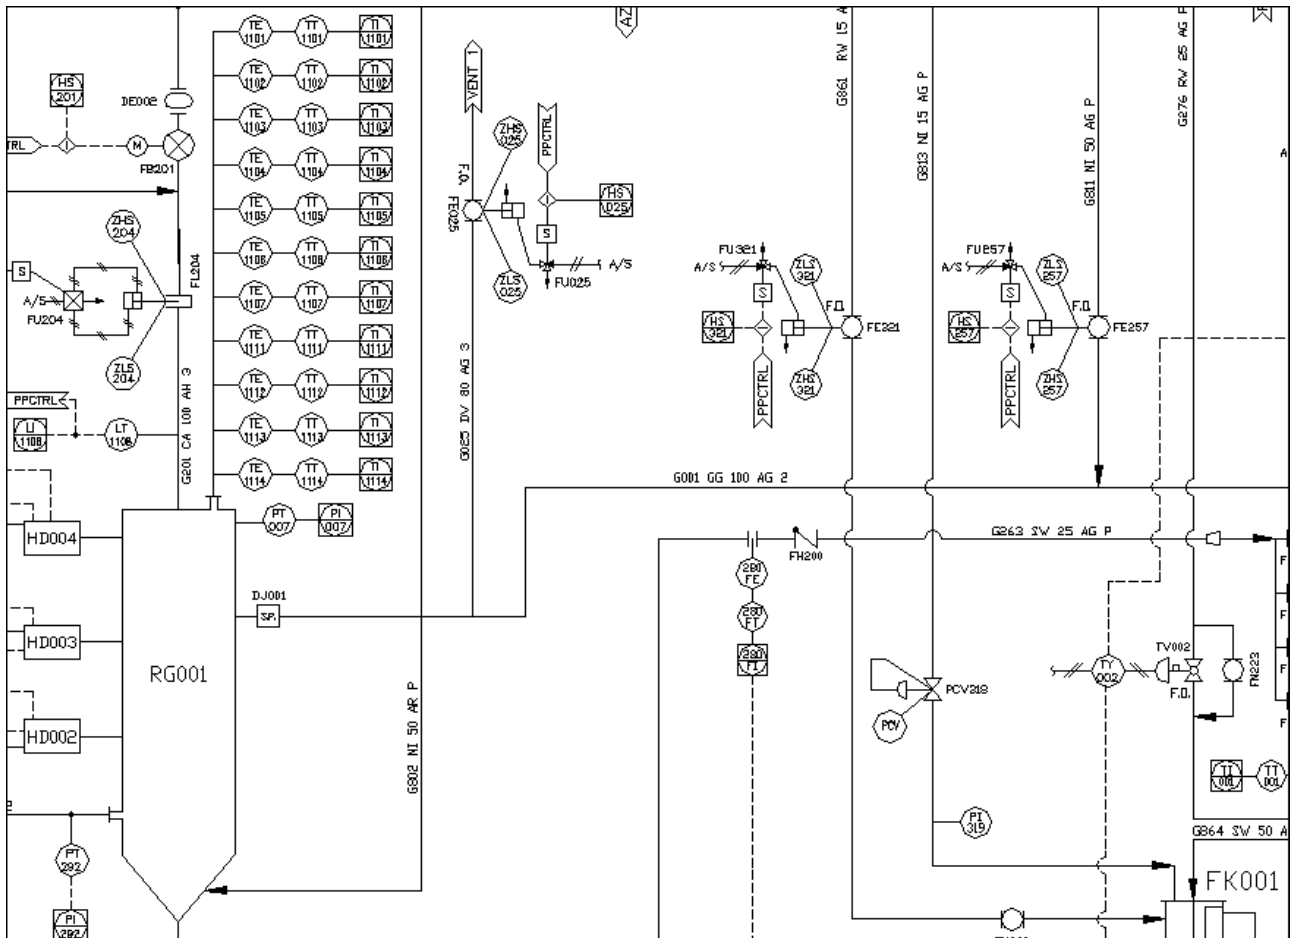 TE 1101
TT 1101
TI 1101
TE 1102
TT 1102
TI 1102
TE 1103
TT 1103
TI 1103
TE 1104
TT 1104
TI 1104
TE 1105
TT 1105
TI 1105
TE 1106
TT 1106
TI 1106
TE 1107
TT 1107
TI 1107
TE 1111
TT 1111
TI 1111
TE 1112
TT 1112
TI 1112
TE 1113
TT 1113
TI 1113
TE 1114
TT 1114
TI 1114
HS 201
DE002
TRL
I
M
FB201
ZHS 204
FL204
S
A/S
FU204
ZLS 204
PPCTRL
LI 1108
LT 1108
G201 CA 100 AH 3
HD004
HD003
HD002
RG001
PT 007
PI 007
DJ001
S.P.
PT 292
PI 292
G802 NI 50 AR P
VENT 1
AZ
ZHS 025
PPCTRL
F.O.
FE025
I
HS 025
S
A/S
ZLS 025
FU025
G025 DV 80 AG 3
G001 GG 100 AG 2
G861 RW 15 A
G813 NI 15 AG P
G811 NI 50 AG P
G276 RW 25 AG P
A
FU321
A/S
S
ZLS 321
F.O.
HS 321
I
FE321
ZHS 321
PPCTRL
FU257
A/S
S
ZLS 257
F.O.
HS 257
I
FE257
ZHS 257
PPCTRL
G263 SW 25 AG P
FH200
280 FE
280 FT
280 FI
F
F
F
F
PCV318
PCV
PI 319
TY 002
TV002
F.O.
FN223
TI 001
TT 001
G864 SW 50 A
FK001